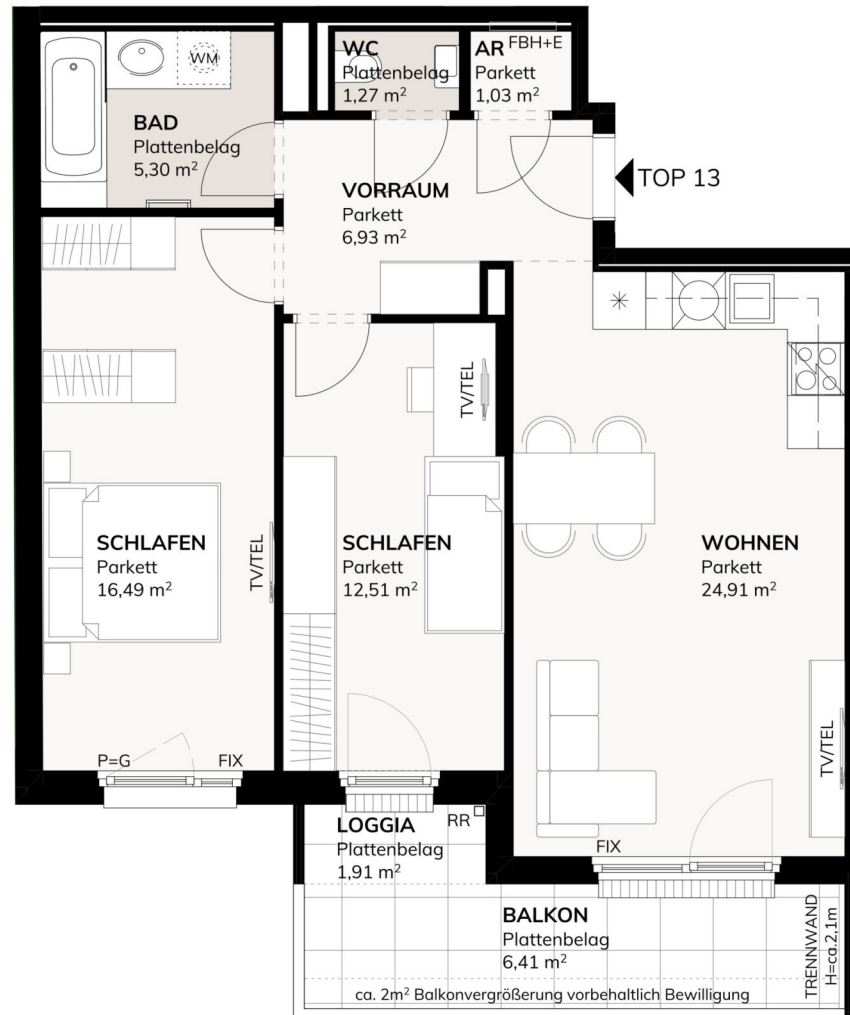 WC
Plattenbelag
1,27 m²
AR
FBH+E
Parkett
1,03 m²
WM
BAD
Plattenbelag
5,30 m²
VORRAUM
Parkett
6,93 m²
TOP 13
TV/TEL
SCHLAFEN
Parkett
16,49 m²
TV/TEL
SCHLAFEN
Parkett
12,51 m²
WOHNEN
Parkett
24,91 m²
TV/TEL
P=G
FIX
LOGGIA
RR
Plattenbelag
1,91 m²
FIX
BALKON
Plattenbelag
6,41 m²
TRENNWAND
H=ca.2,1m
ca. 2m² Balkonvergrößerung vorbehaltlich Bewilligung